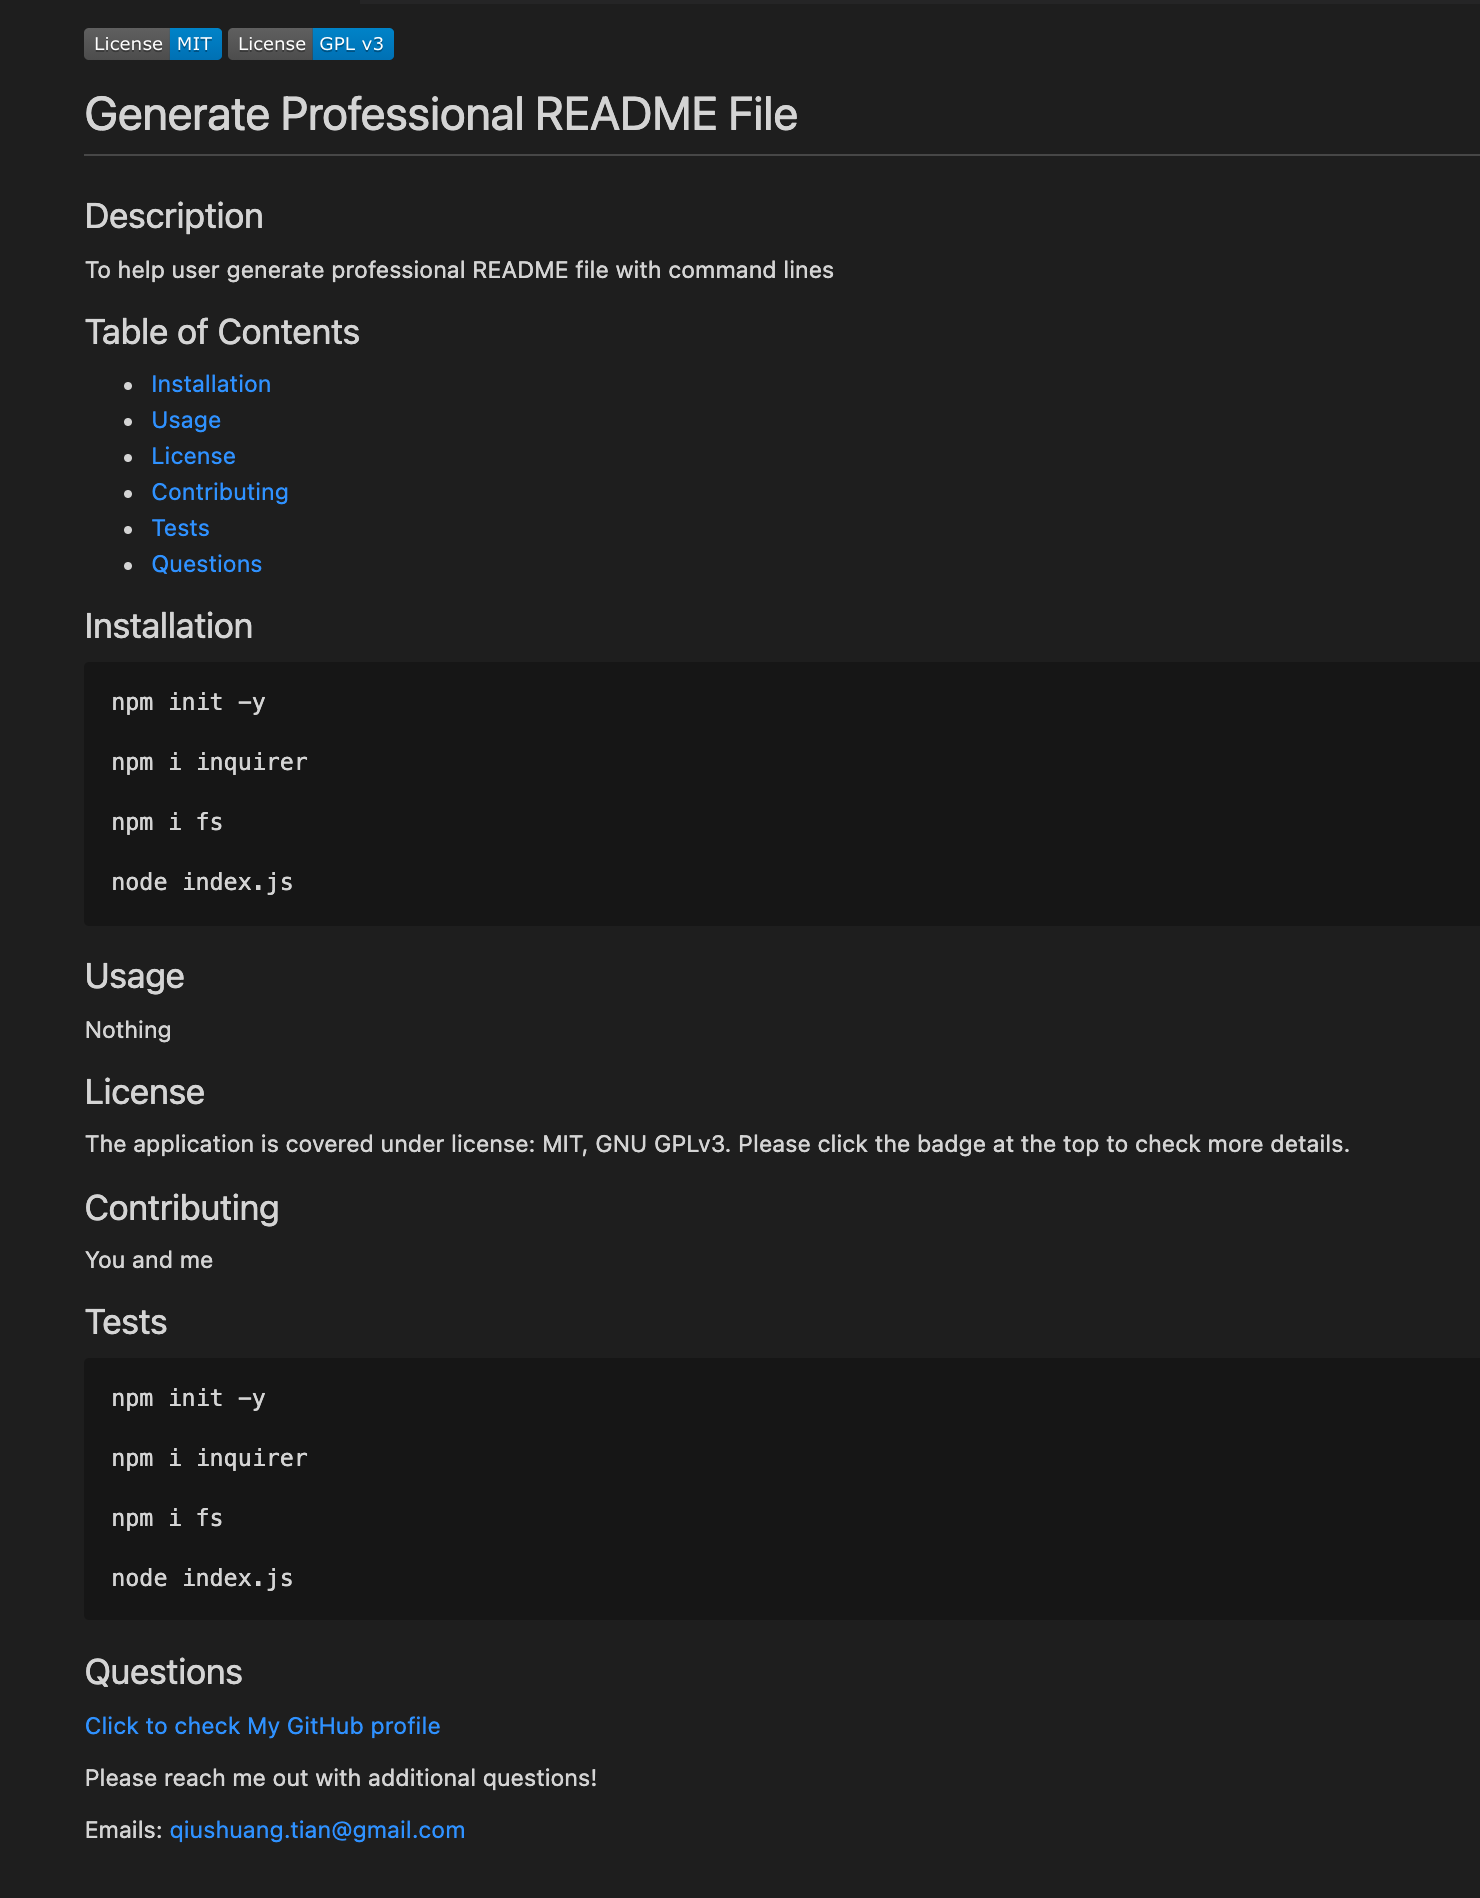 License MIT License GPL v3
Generate Professional README File
Description
To help user generate professional README file with command lines
Table of Contents
Installation
Usage
License
Contributing
Tests
Questions
Installation
npm init -y
npm i inquirer
npm i fs
node index.js
Usage
Nothing
License
The application is covered under license: MIT, GNU GPLv3. Please click the badge at the top to check more details.
Contributing
You and me
Tests
npm init -y
npm i inquirer
npm i fs
node index.js
Questions
Click to check My GitHub profile
Please reach me out with additional questions!
Emails: qiushuang.tian@gmail.com